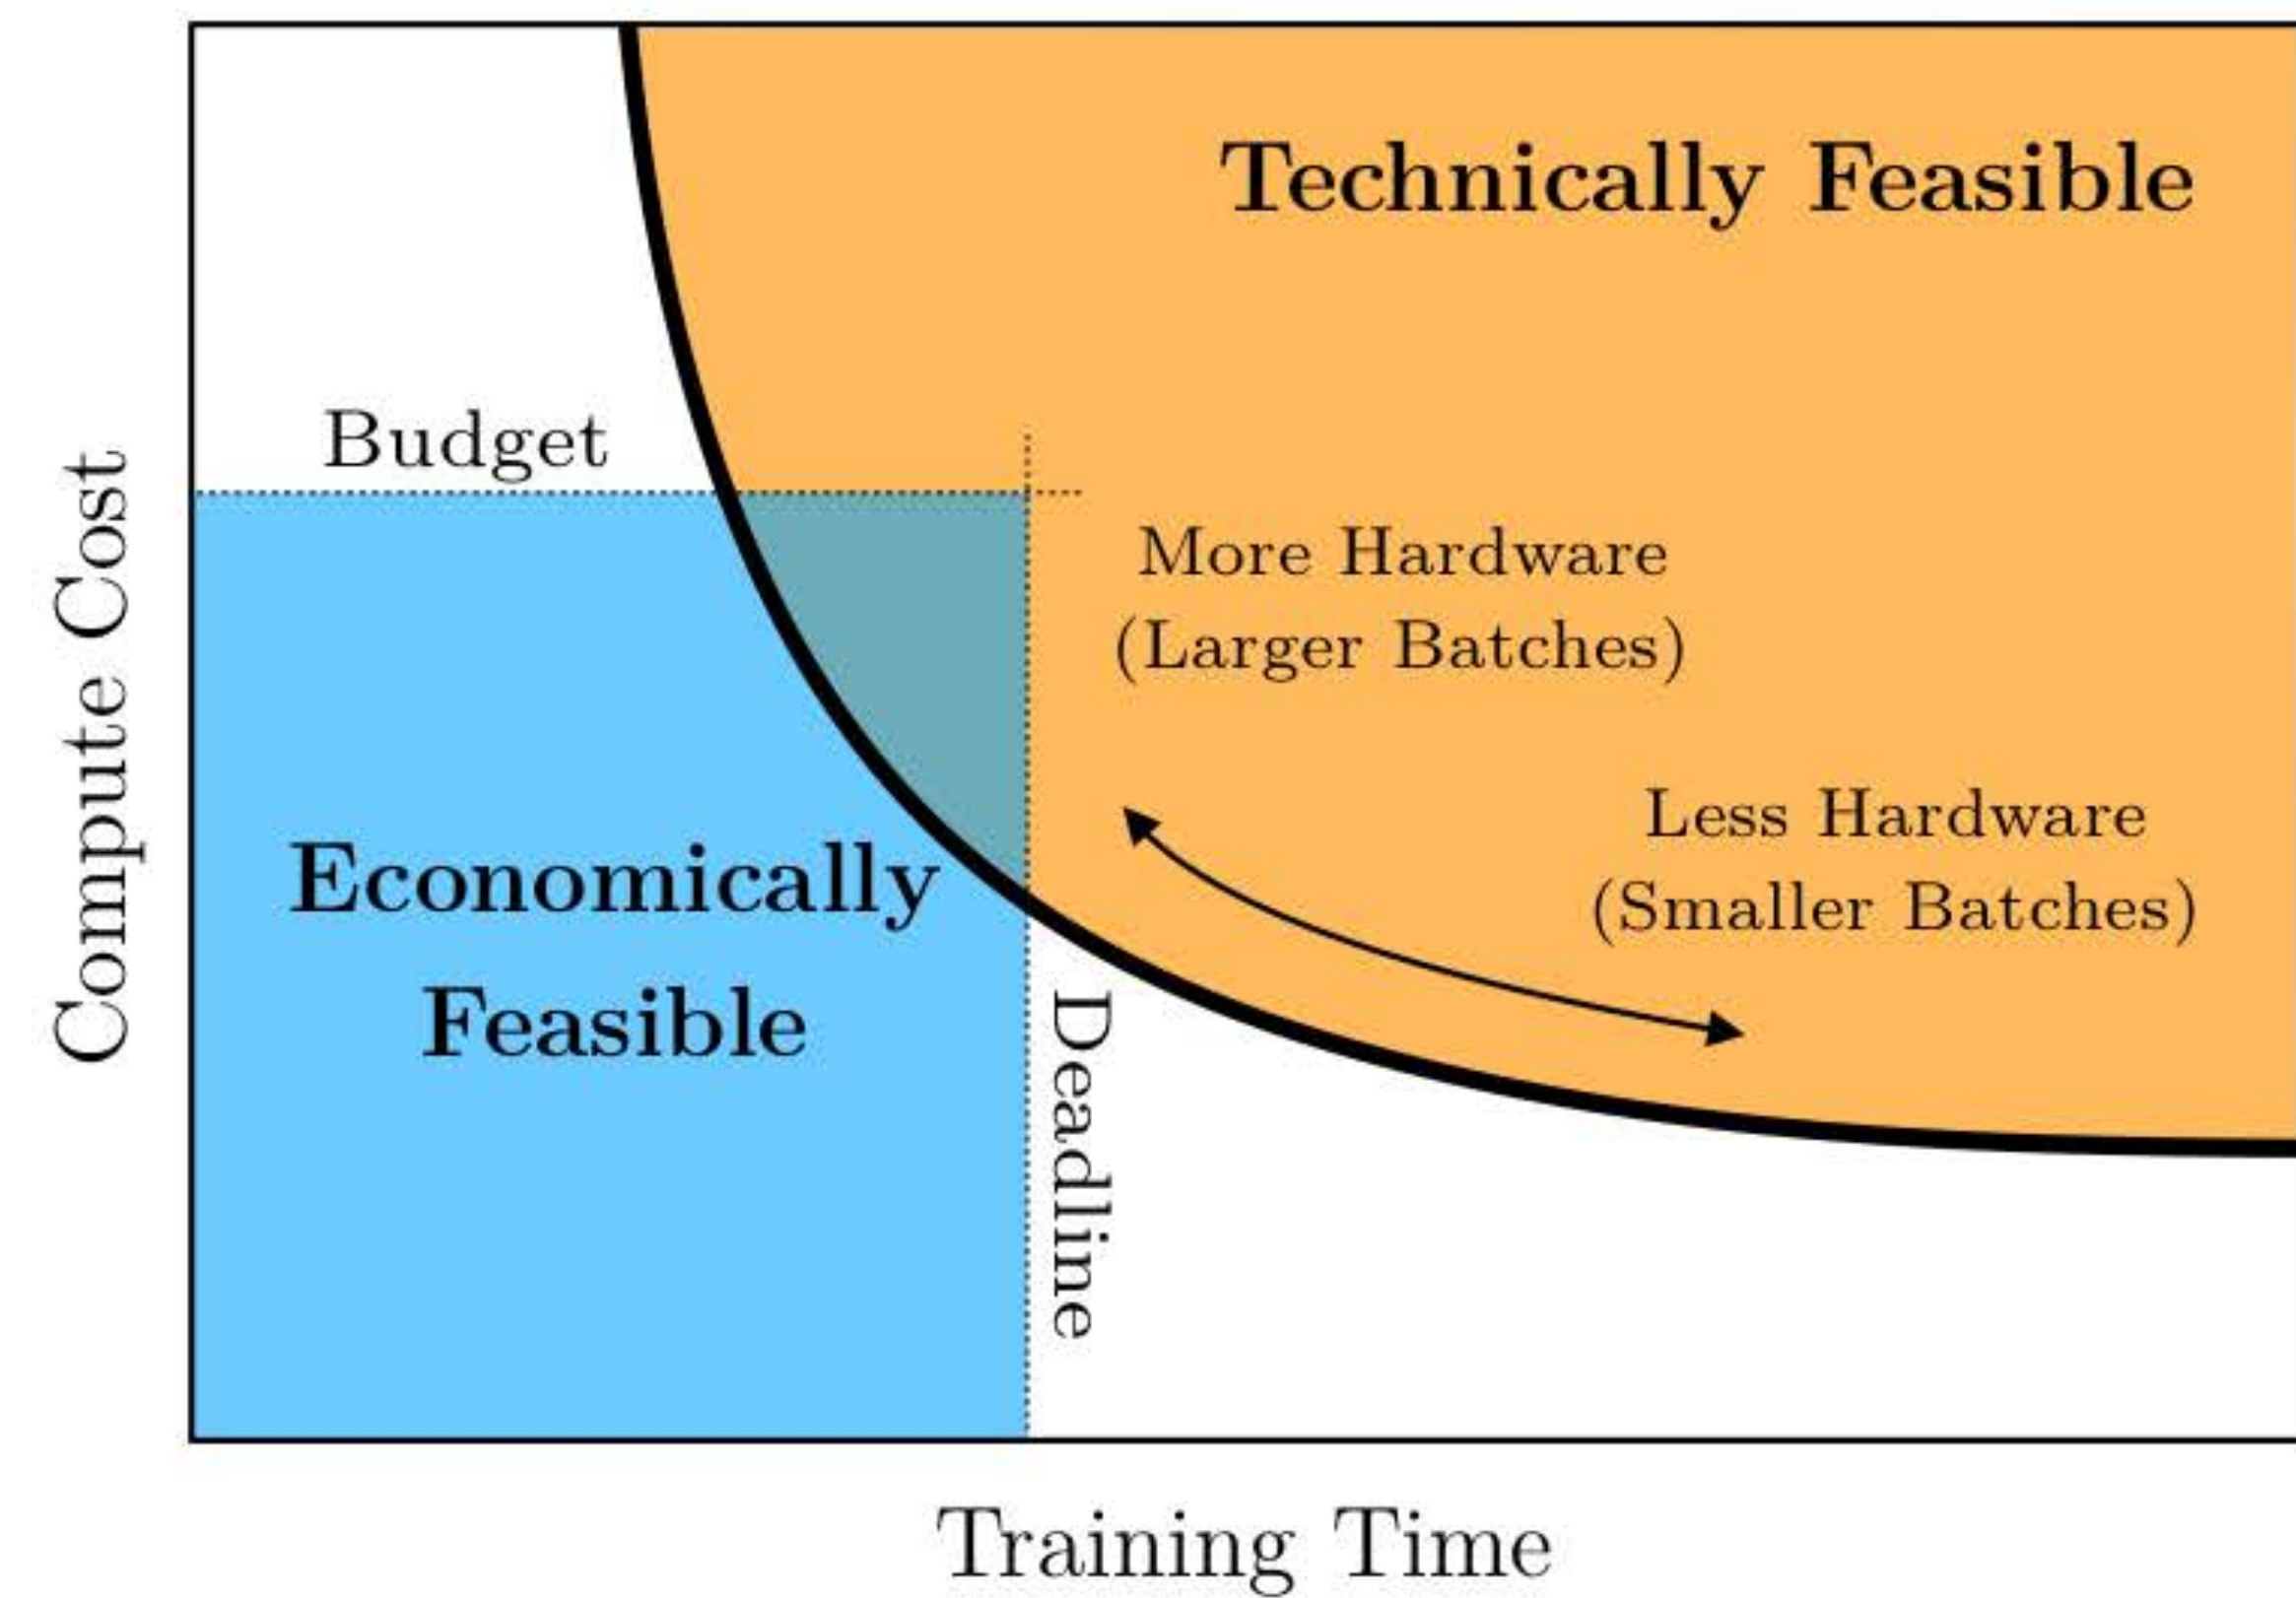 Technically Feasible
Budget
More Hardware
(Larger Batches)
Less Hardware
(Smaller Batches)
Economically
Feasible
Deadline
Compute Cost
Training Time